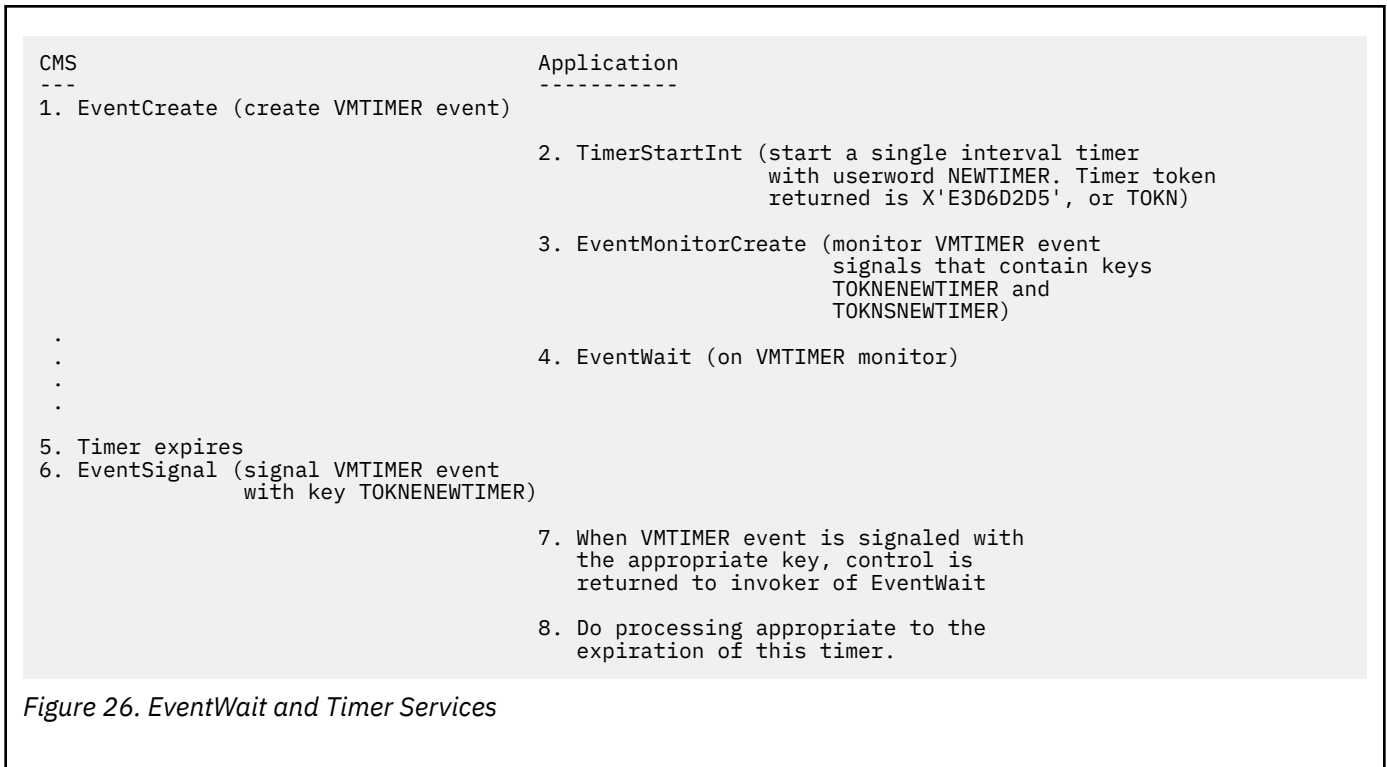 CMS Application
--- -----------
1. EventCreate (create VMTIMER event)
2. TimerStartInt (start a single interval timer
with userword NEWTIMER. Timer token
returned is X'E3D6D2D5', or TOKN)
3. EventMonitorCreate (monitor VMTIMER event
signals that contain keys
TOKNENEWTIMER and
TOKNSNEWTIMER)
.
. 4. EventWait (on VMTIMER monitor)
.
.
5. Timer expires
6. EventSignal (signal VMTIMER event
with key TOKNENEWTIMER)
7. When VMTIMER event is signaled with
the appropriate key, control is
returned to invoker of EventWait
8. Do processing appropriate to the
expiration of this timer.
Figure 26. EventWait and Timer Services